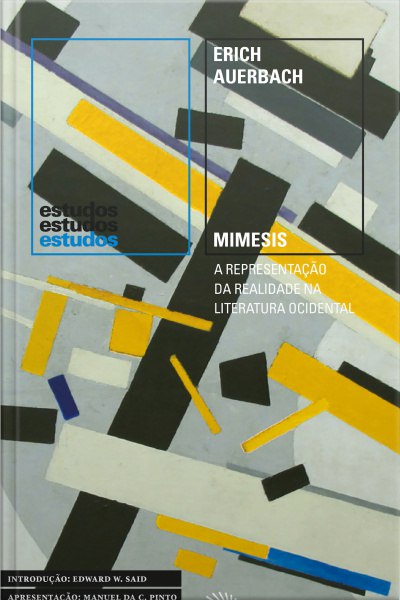 ERICH
AUERBACH
estudos
estudos
estudos
MIMESIS
A REPRESENTAÇÃO
DA REALIDADE NA
LITERATURA OCIDENTAL
INTRODUÇÃO: EDWARD W. SAID
APRESENTAÇÃO: MANUEL DA C. PINTO